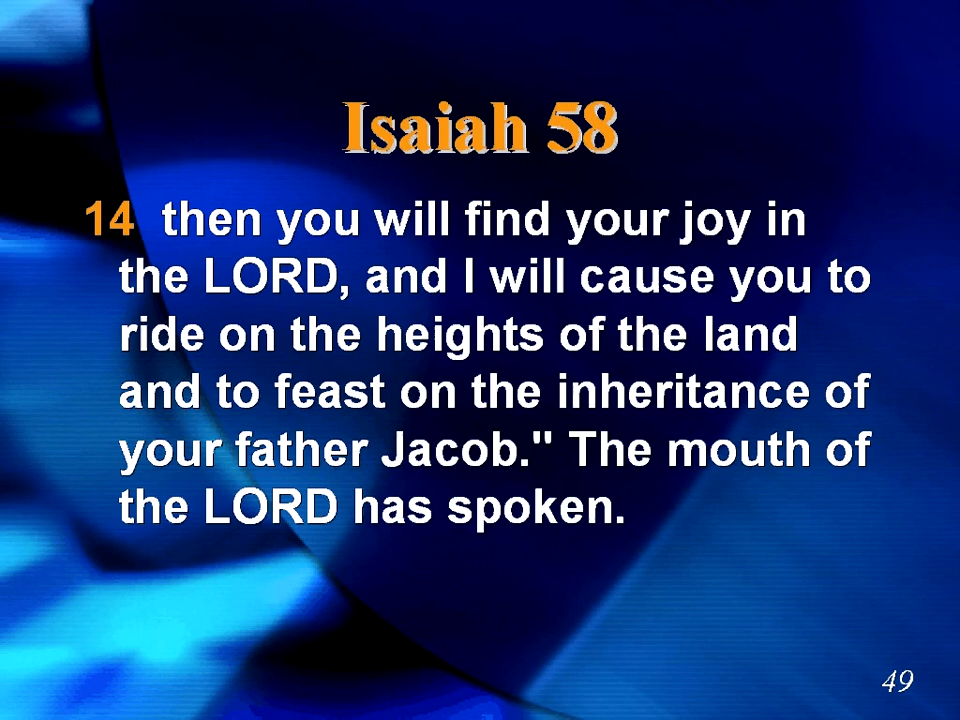 Isaiah 58
14 then you will find your joy in
the LORD, and I will cause you to
ride on the heights of the land
and to feast on the inheritance of
your father Jacob." The mouth of
the LORD has spoken.
49